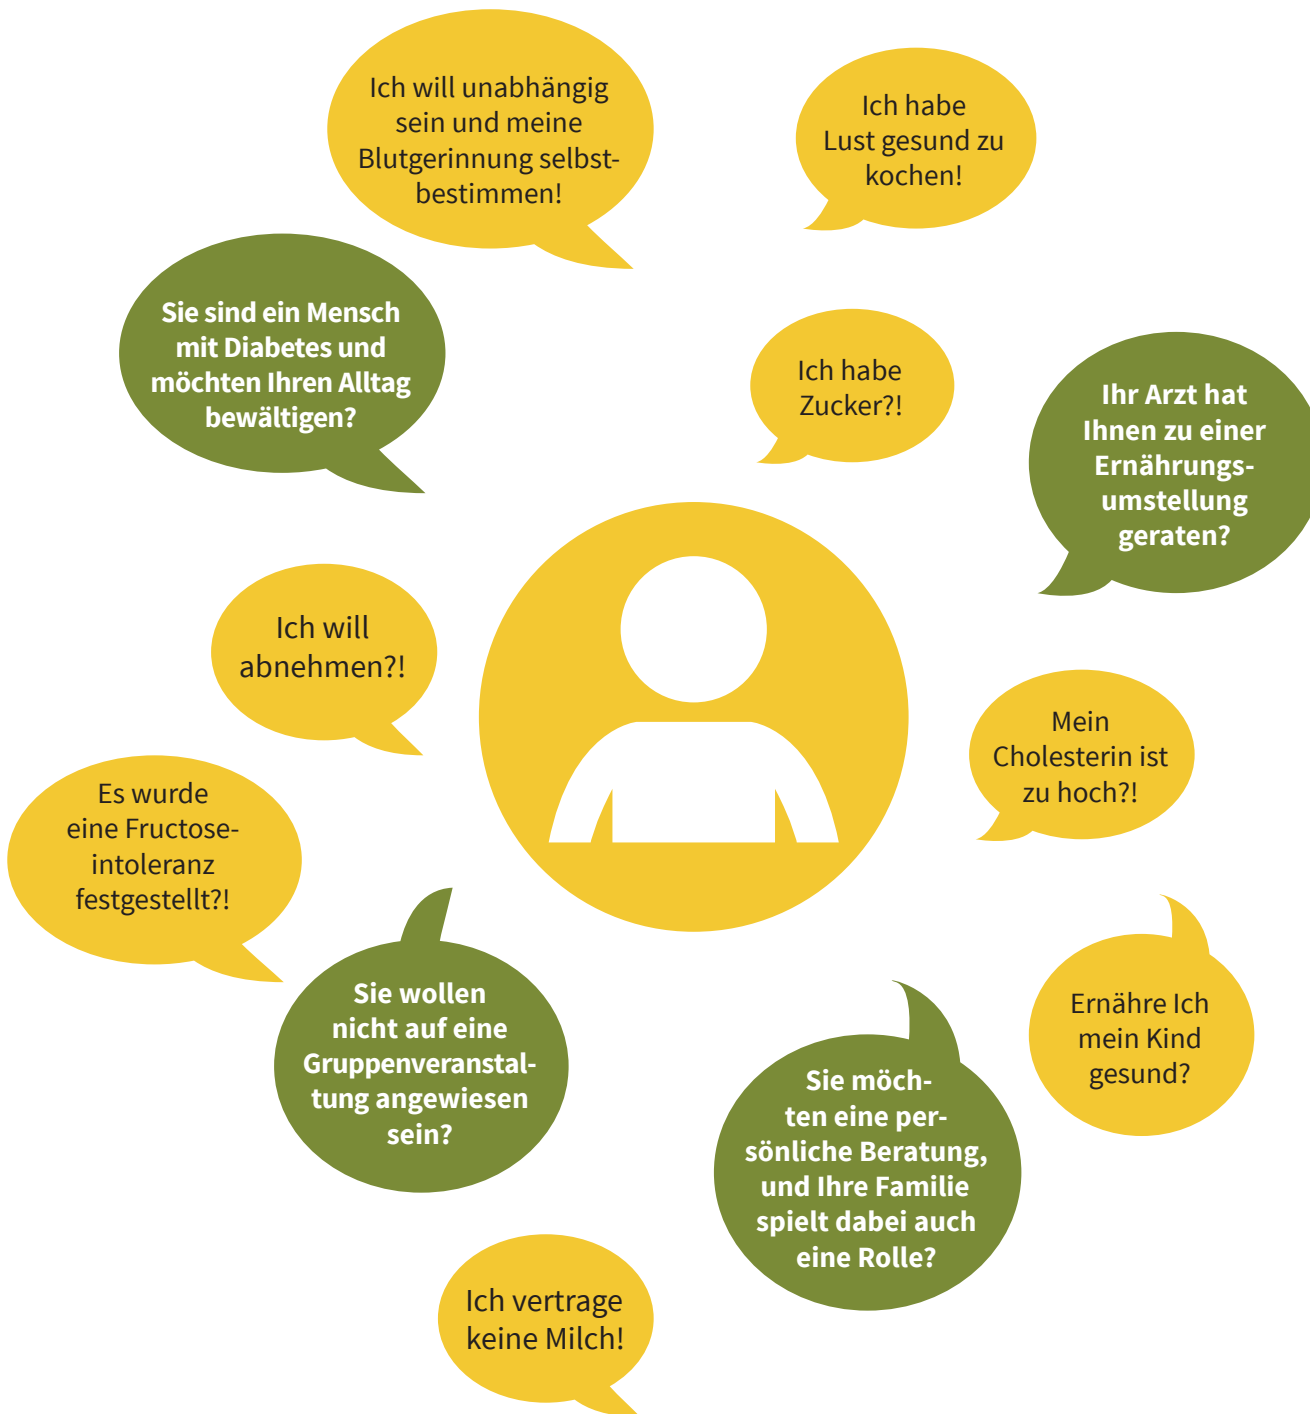 Ich will unabhängig
sein und meine
Blutgerinnung selbst-
bestimmen!
Ich habe
Lust gesund zu
kochen!
Sie sind ein Mensch
mit Diabetes und
möchten Ihren Alltag
bewältigen?
Ich habe
Zucker?!
Ihr Arzt hat
Ihnen zu einer
Ernährungs-
umstellung
geraten?
Ich will
abnehmen?!
Mein
Cholesterin ist
zu hoch?!
Es wurde
eine Fructose-
intoleranz
festgestellt?!
Sie wollen
nicht auf eine
Gruppenveranstal-
tung angewiesen
sein?
Ernähre Ich
mein Kind
gesund?
Sie möch-
ten eine per-
sönliche Beratung,
und Ihre Familie
spielt dabei auch
eine Rolle?
Ich vertrage
keine Milch!